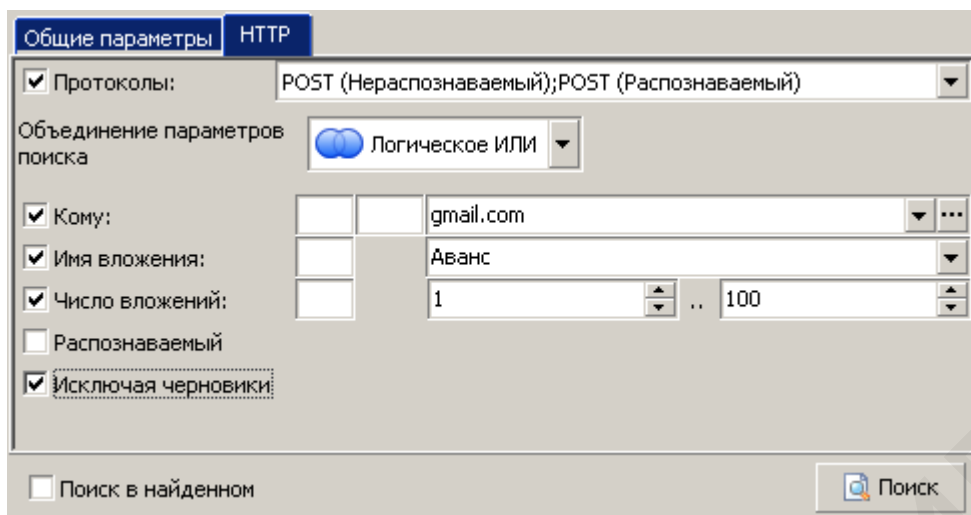 Общие параметры HTTP
Протоколы: POST (Нераспознаваемый);POST (Распознаваемый)
Объединение параметров
поиска
Логическое ИЛИ
Кому: gmail.com ...
Имя вложения: Аванс
Число вложений: 1 .. 100
Распознаваемый
Исключая черновики
Поиск в найденном Поиск